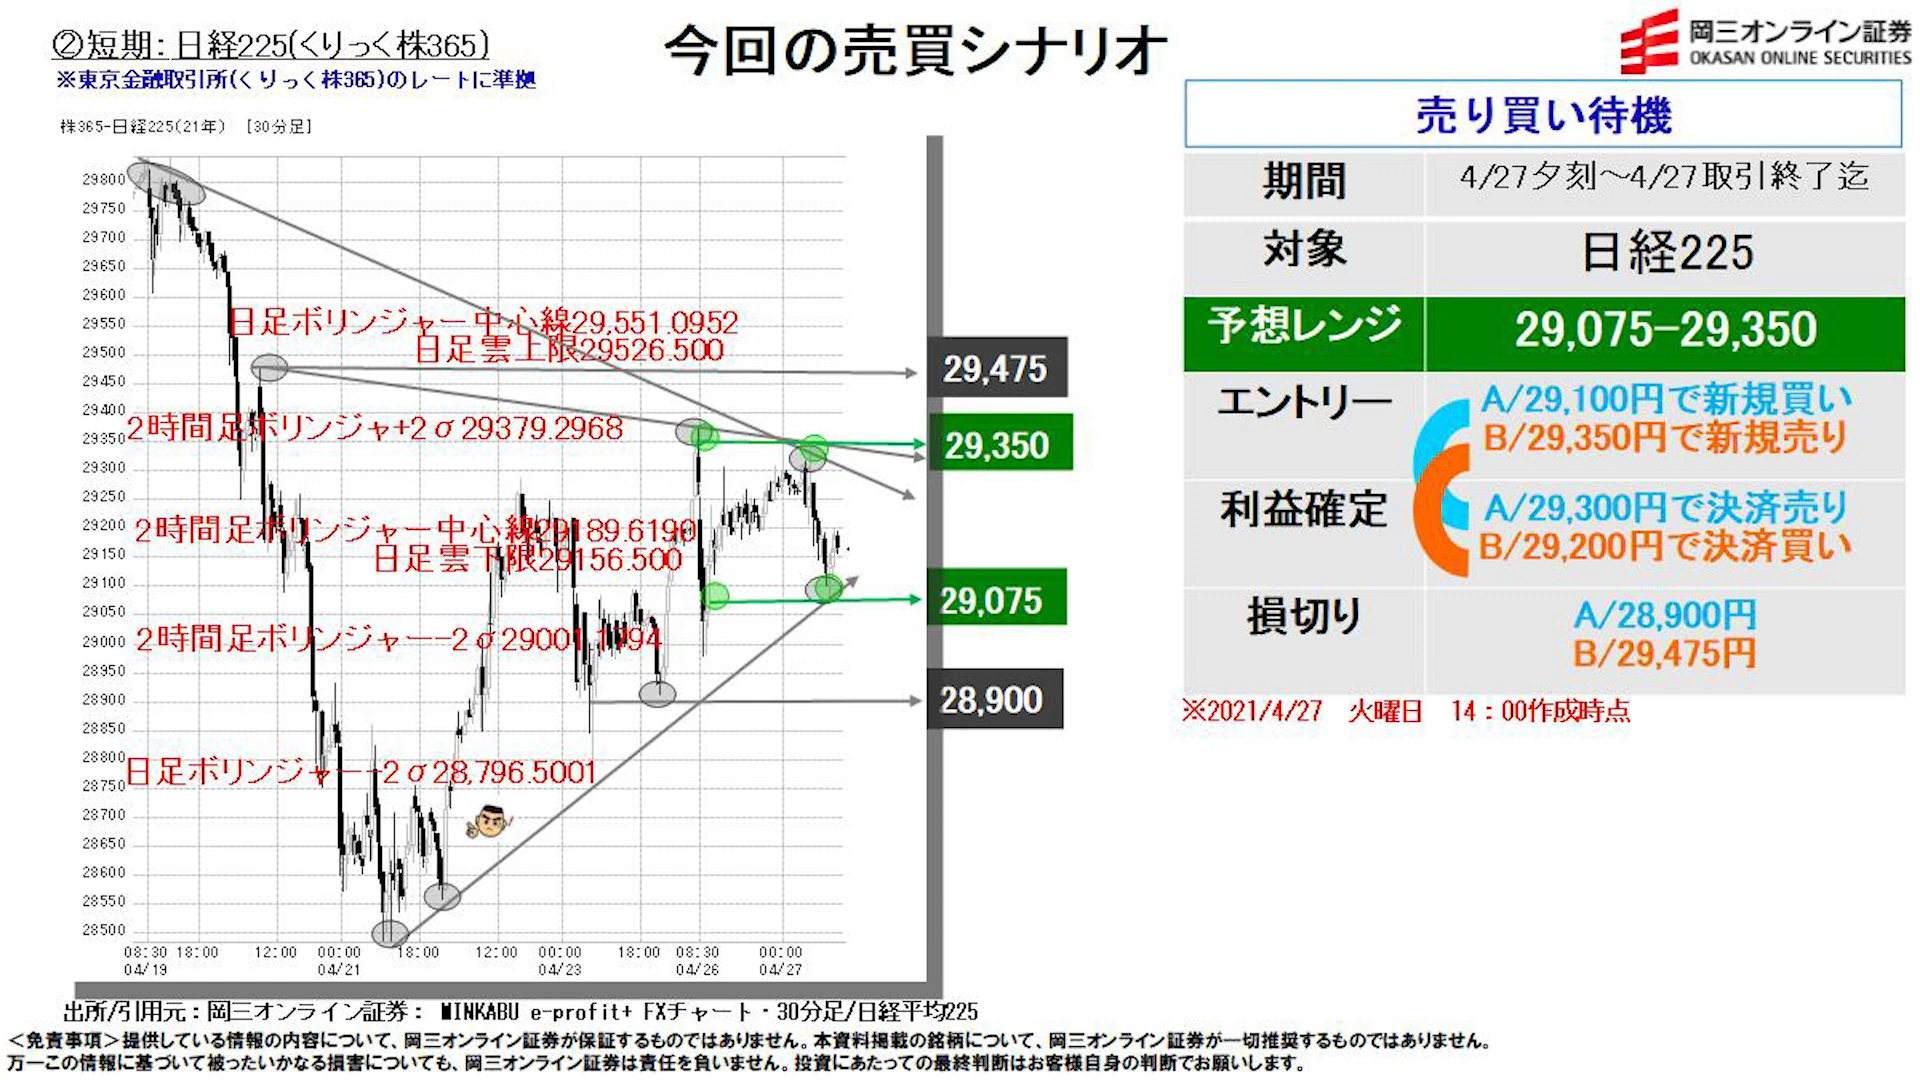 ②短期：日経225(くりっく株365)
※東京金融取引所(くりっく株365)のレートに準拠
今回の売買シナリオ
岡三オンライン証券
OKASAN ONLINE SECURITIES
株365-日経225(21年) [30分足]
29800
29750
29700
29650
29600
29550
29500
29450
29400
29350
29300
29250
29200
29150
29100
29050
29000
28950
28900
28850
28800
28750
28700
28650
28600
28550
28500
日足ボリンジャー中心線29,551.0952
日足雲上限29526.500
2時間足ボリンジャ+2σ29379.2968
2時間足ボリンジャー中心線29189.6190
日足雲下限29156.500
2時間足ボリンジャー−2σ29001.1794
日足ボリンジャー−2σ28,796.5001
08:30 18:00 12:00 00:00 18:00 12:00 00:00 18:00 08:30 00:00
04/19 04/21 04/23 04/26 04/27
29,475
29,350
29,075
28,900
売り買い待機
期間 4/27夕刻～4/27取引終了迄
対象 日経225
予想レンジ 29,075−29,350
エントリー A/29,100円で新規買い
B/29,350円で新規売り
利益確定 A/29,300円で決済売り
B/29,200円で決済買い
損切り A/28,900円
B/29,475円
※2021/4/27 火曜日 14：00作成時点
出所/引用元：岡三オンライン証券： MINKABU e-profit+ FXチャート・30分足/日経平均225
＜免責事項＞提供している情報の内容について、岡三オンライン証券が保証するものではありません。本資料掲載の銘柄について、岡三オンライン証券が一切推奨するものではありません。
万一この情報に基づいて被ったいかなる損害についても、岡三オンライン証券は責任を負いません。投資にあたっての最終判断はお客様自身の判断でお願いします。